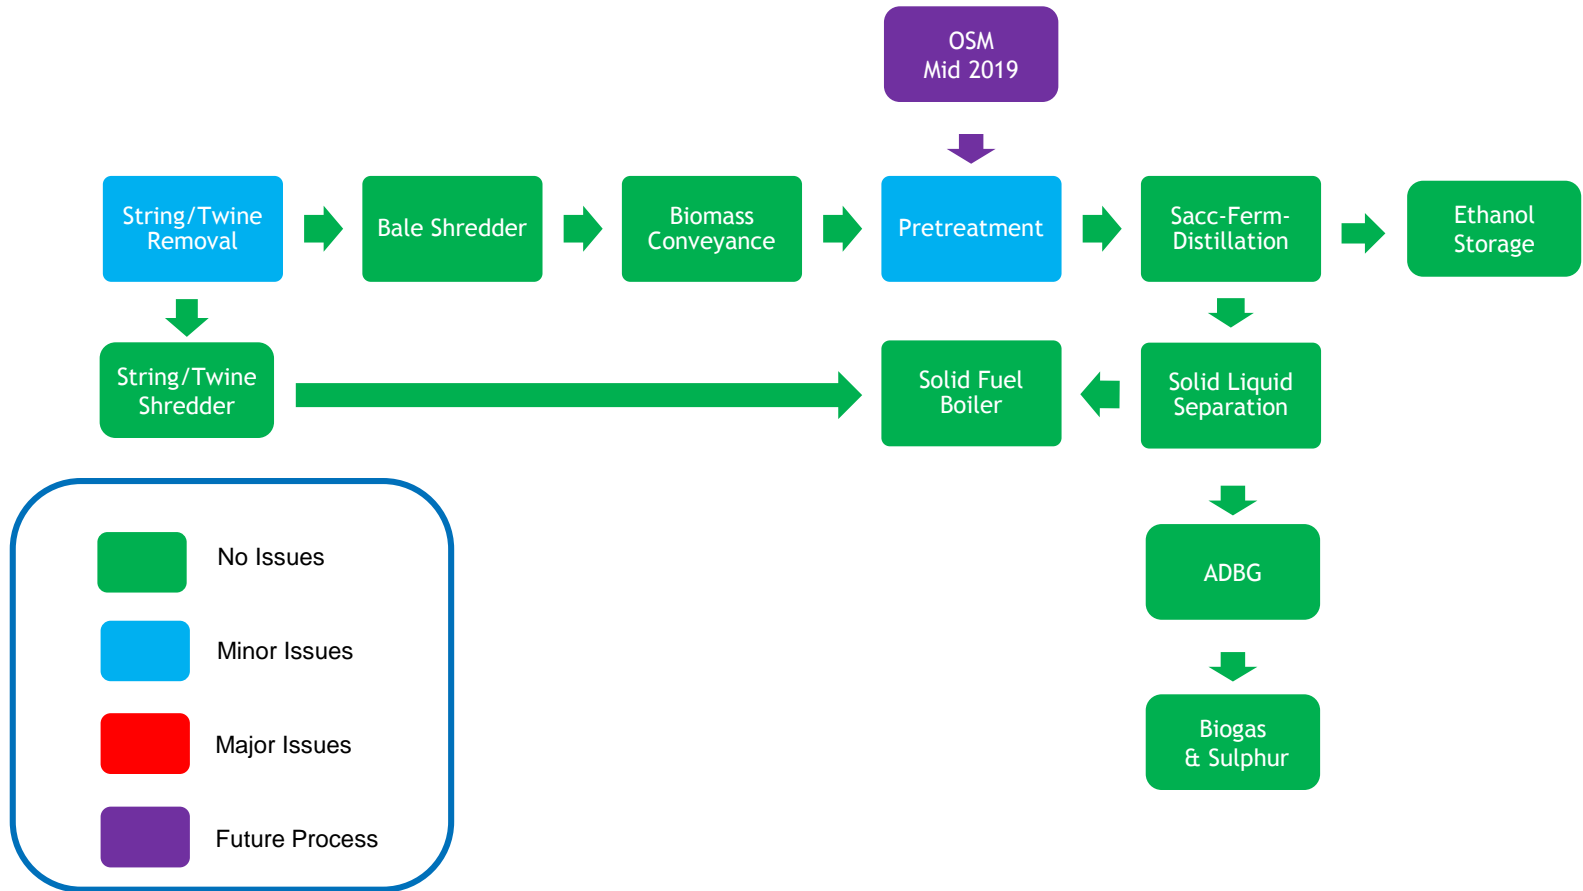 OSM
Mid 2019
String/Twine
Removal
Bale Shredder
Biomass
Conveyance
Pretreatment
Sacc-Ferm-
Distillation
Ethanol
Storage
String/Twine
Shredder
Solid Fuel
Boiler
Solid Liquid
Separation
ADBG
Biogas
& Sulphur
No Issues
Minor Issues
Major Issues
Future Process